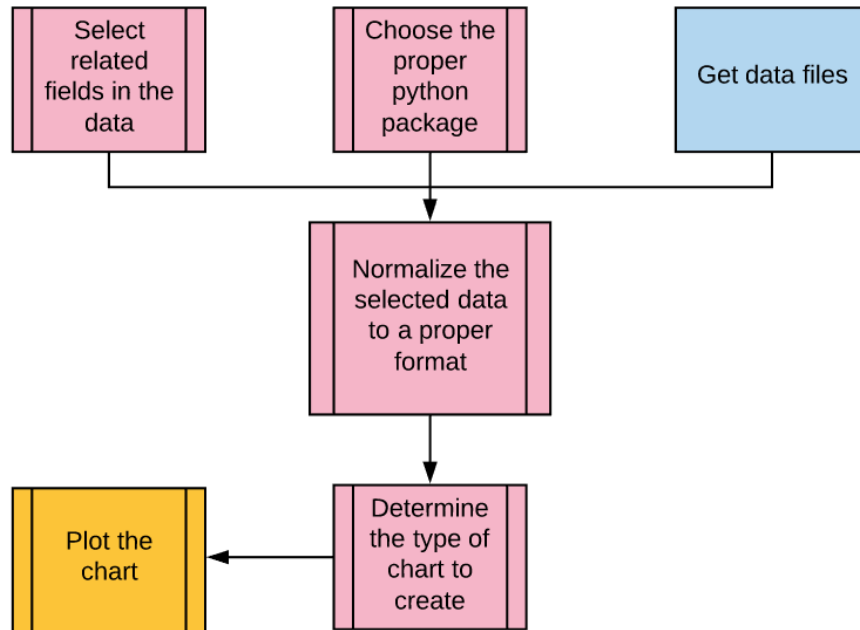 Select
related
fields in the
data
Choose the
proper
python
package
Get data files
Normalize the
selected data
to a proper
format
Plot the
chart
Determine
the type of
chart to
create